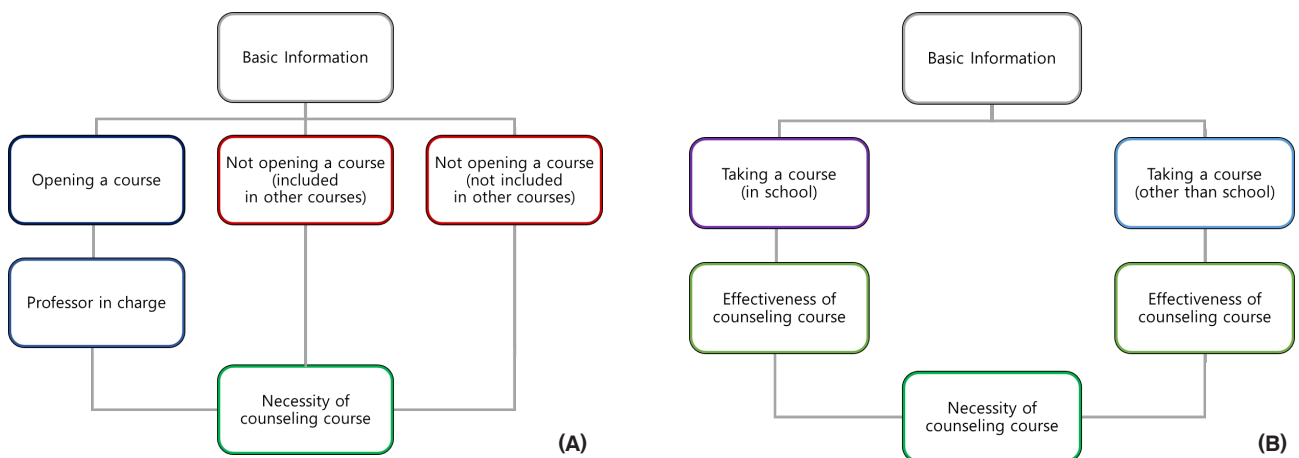 Basic Information
Opening a course
Not opening a course
(included
in other courses)
Not opening a course
(not included
in other courses)
Professor in charge
Necessity of
counseling course
(A)
Basic Information
Taking a course
(in school)
Taking a course
(other than school)
Effectiveness of
counseling course
Effectiveness of
counseling course
Necessity of
counseling course
(B)